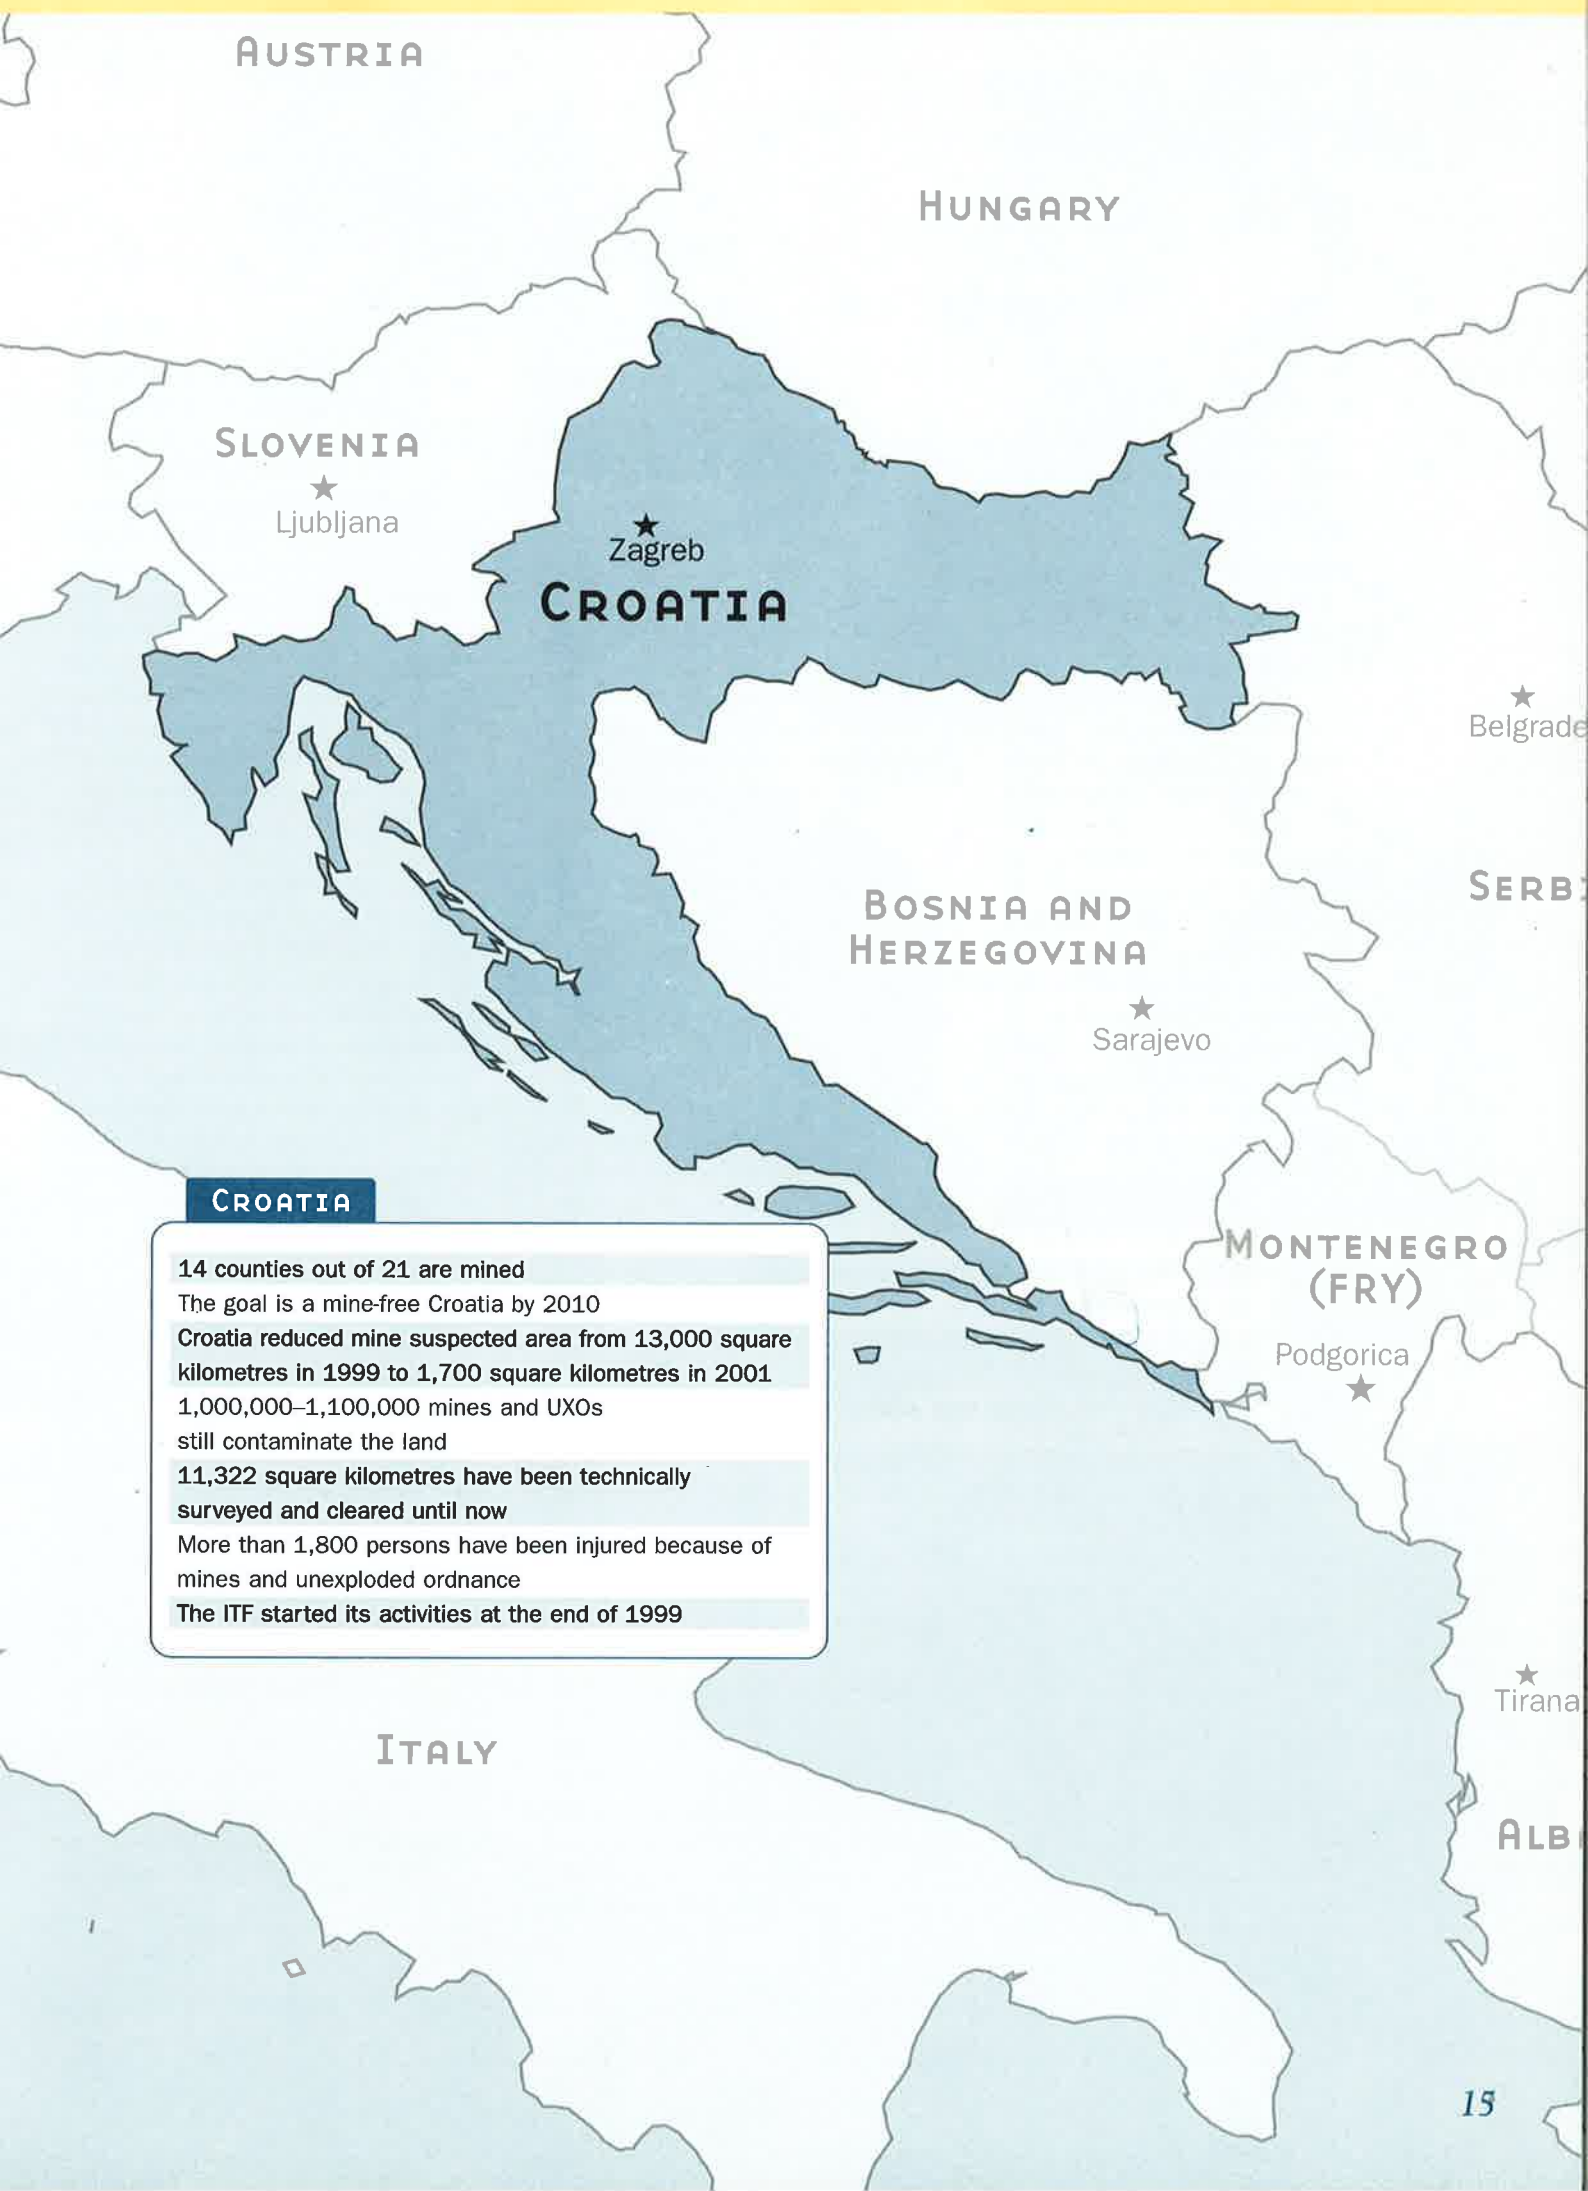 AUSTRIA
HUNGARY
SLOVENIA
Ljubljana
Zagreb
CROATIA
Belgrade
SERBI
BOSNIA AND
HERZEGOVINA
Sarajevo
MONTENEGRO
(FRY)
Podgorica
CROATIA
14 counties out of 21 are mined
The goal is a mine-free Croatia by 2010
Croatia reduced mine suspected area from 13,000 square
kilometres in 1999 to 1,700 square kilometres in 2001
1,000,000–1,100,000 mines and UXOs
still contaminate the land
11,322 square kilometres have been technically
surveyed and cleared until now
More than 1,800 persons have been injured because of
mines and unexploded ordnance
The ITF started its activities at the end of 1999
Tirana
ITALY
ALB
15